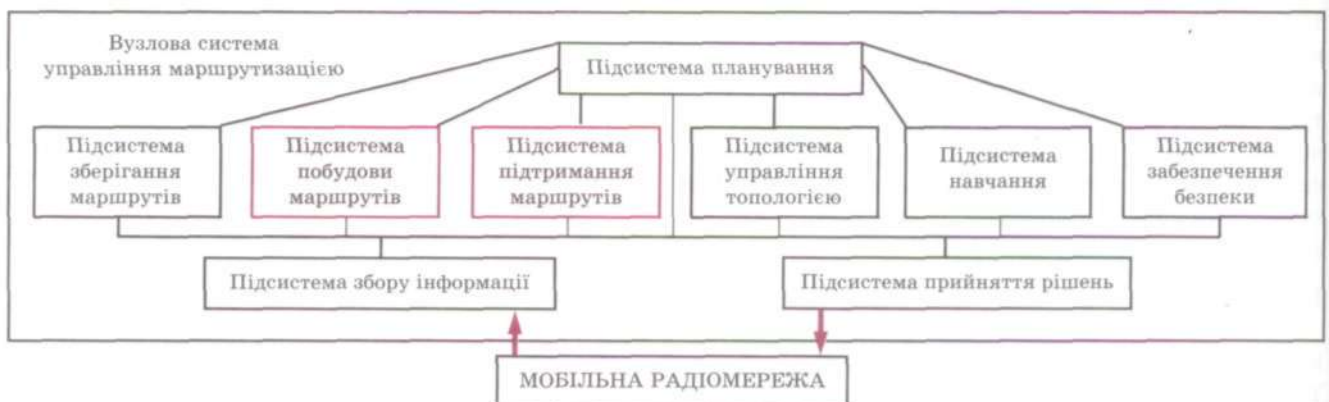 Вузлова система
управління маршрутизацією
Підсистема планування
Підсистема
зберігання
маршрутів
Підсистема
побудови
маршрутів
Підсистема
підтримання
маршрутів
Підсистема
управління
топологією
Підсистема
навчання
Підсистема
забезпечення
безпеки
Підсистема збору інформації
Підсистема прийняття рішень
МОБІЛЬНА РАДІОМЕРЕЖА